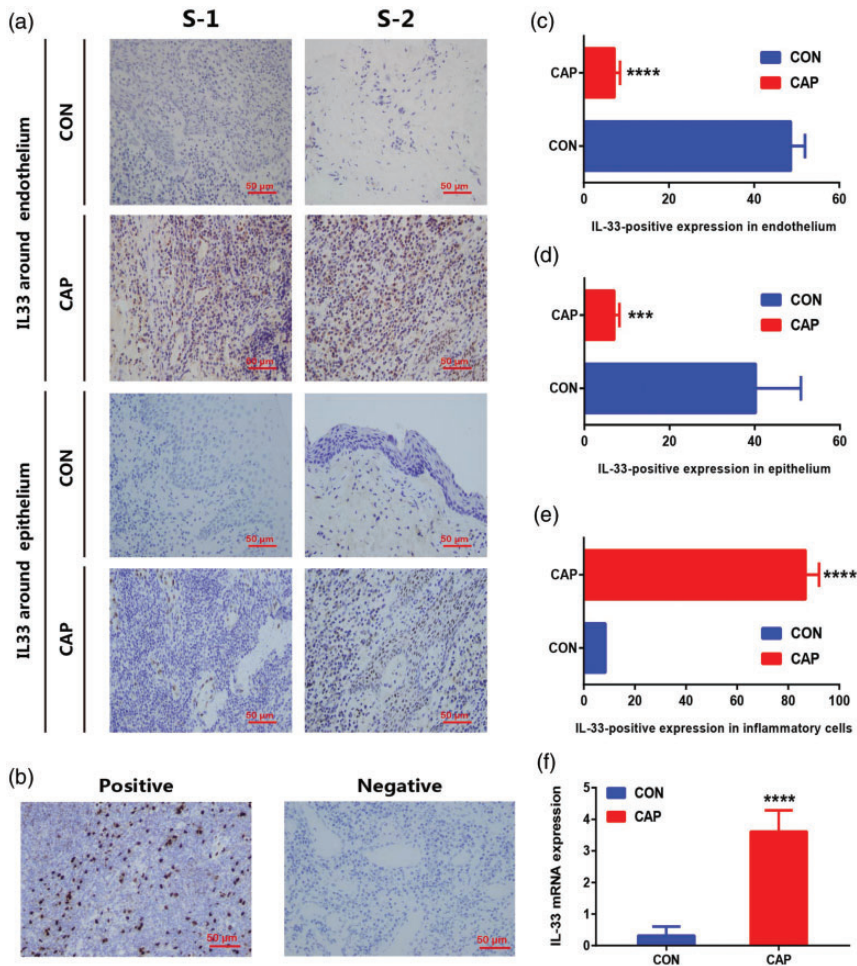 (a)
S-1
S-2
IL33 around endothelium
CON
50 μm
50 μm
CAP
50 μm
50 μm
IL33 around epithelium
CON
50 μm
50 μm
CAP
50 μm
50 μm
(b)
Positive
Negative
50 μm
50 μm
(c)
CAP
CON
****
CON
CAP
0
20
40
60
IL-33-positive expression in endothelium
(d)
CAP
CON
***
CON
CAP
0
20
40
60
IL-33-positive expression in epithelium
(e)
CAP
CON
****
CON
CAP
0
20
40
60
80
100
IL-33-positive expression in inflammatory cells
(f)
IL-33 mRNA expression
5
4
3
2
1
0
CON
CAP
****
CON
CAP